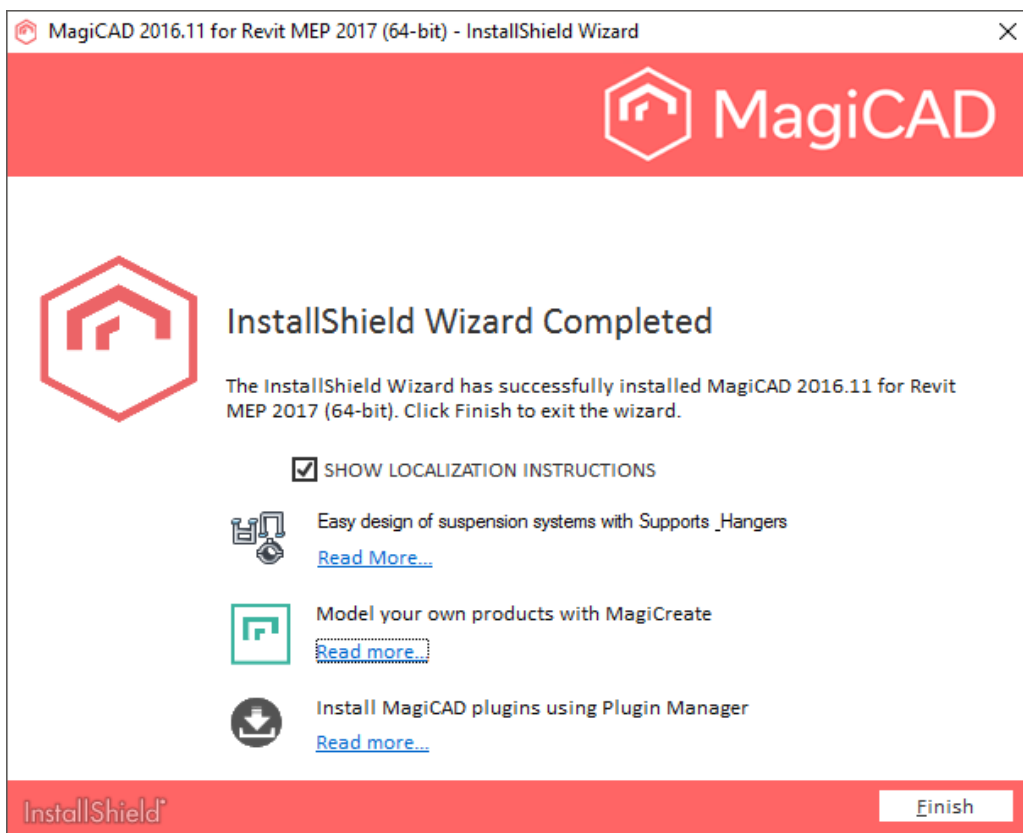 MagiCAD 2016.11 for Revit MEP 2017 (64-bit) - InstallShield Wizard
MagiCAD
InstallShield Wizard Completed
The InstallShield Wizard has successfully installed MagiCAD 2016.11 for Revit
MEP 2017 (64-bit). Click Finish to exit the wizard.
SHOW LOCALIZATION INSTRUCTIONS
Easy design of suspension systems with Supports _Hangers
Read More...
Model your own products with MagiCreate
Read more...
Install MagiCAD plugins using Plugin Manager
Read more...
InstallShield
Finish